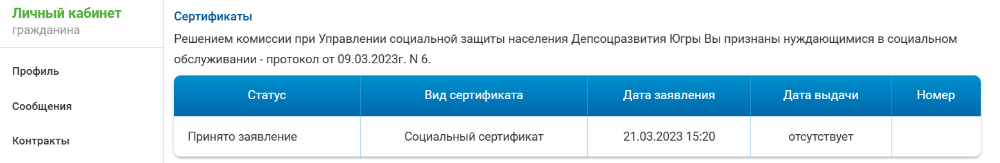 Личный кабинет
гражданина
Профиль
Сообщения
Контракты
Сертификаты
Решением комиссии при Управлении социальной защиты населения Депсоцразвития Югры Вы признаны нуждающимися в социальном
обслуживании - протокол от 09.03.2023г. N 6.
Статус Вид сертификата Дата заявления Дата выдачи Номер
Принято заявление Социальный сертификат 21.03.2023 15:20 отсутствует